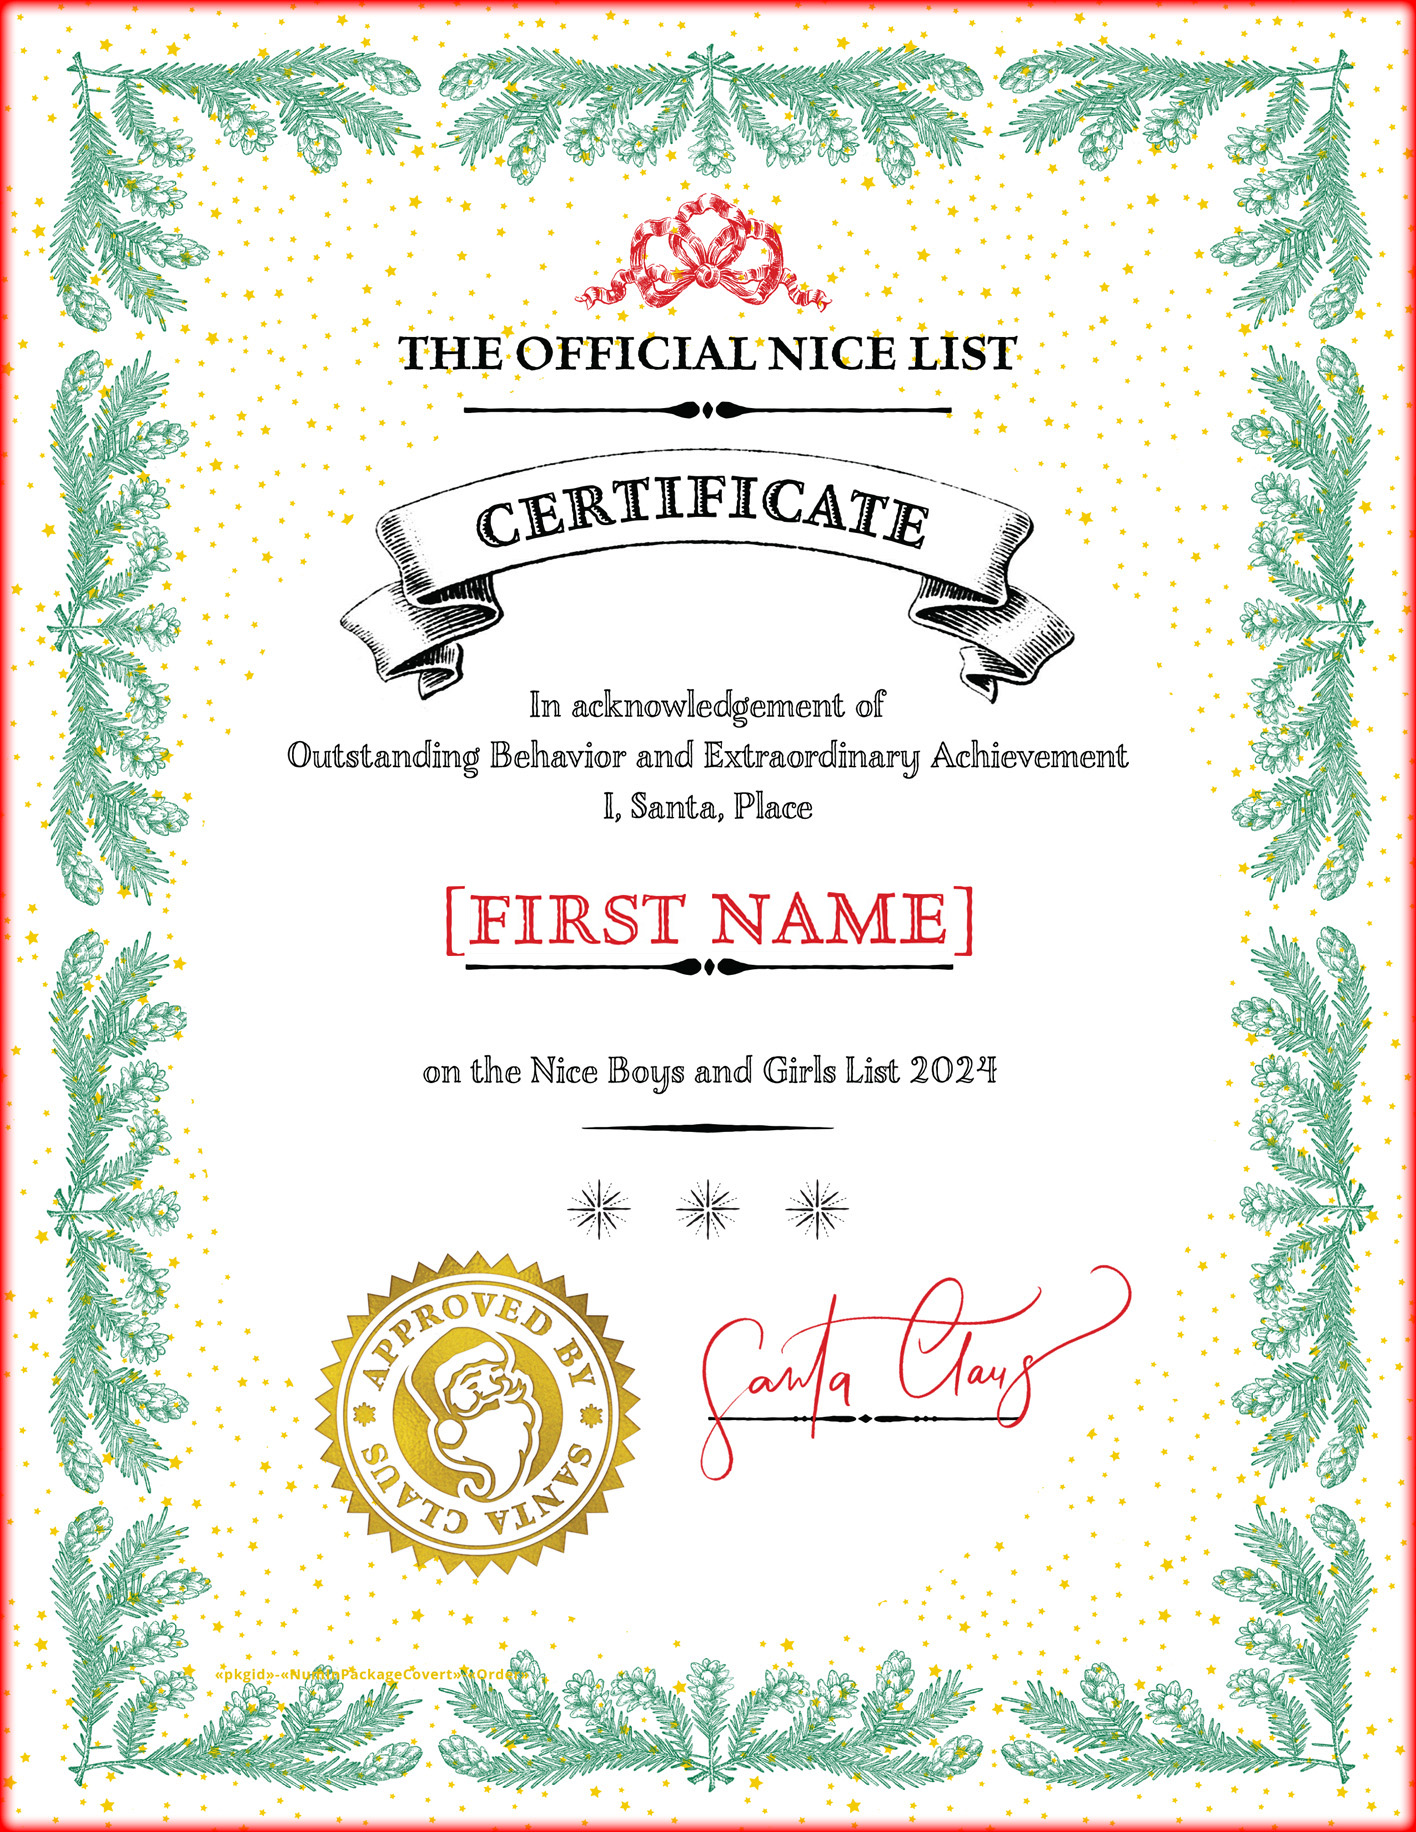 THE OFFICIAL NICE LIST
CERTIFICATE
In acknowledgement of
Outstanding Behavior and Extraordinary Achievement
I, Santa, Place
[FIRST NAME]
on the Nice Boys and Girls List 2024
APPROVED BY
SANTA CLAUS
Santa Claus
«pkgid»-«NuminPackageCovert» «Order»